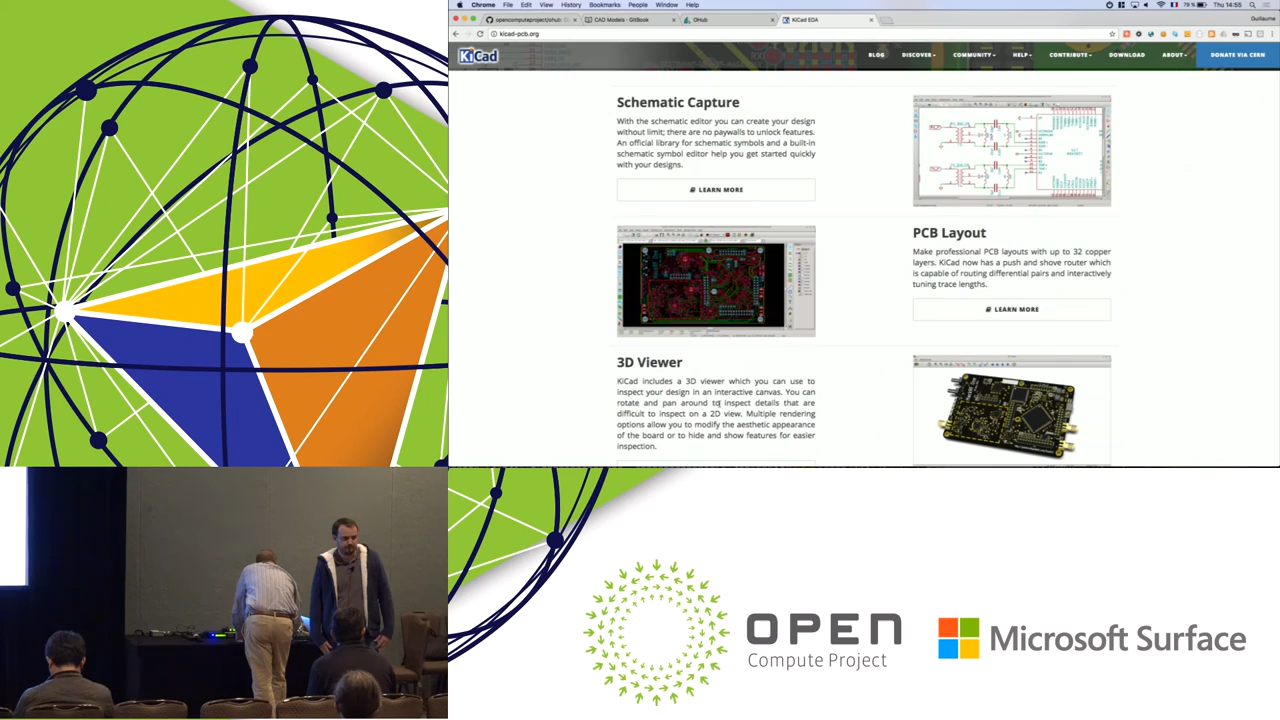 Chrome File Edit View History Bookmarks People Window Help
79 % Thu 14:55
opencomputeproject/ohub: O
CAD Models - GitBook
OHub
KiCad EDA
Guillaume
kicad-pcb.org
KiCad
BLOG DISCOVER COMMUNITY HELP CONTRIBUTE DOWNLOAD ABOUT DONATE VIA CERN
Schematic Capture
With the schematic editor you can create your design
without limit; there are no paywalls to unlock features.
An official library for schematic symbols and a built-in
schematic symbol editor help you get started quickly
with your designs.
LEARN MORE
PCB Layout
Make professional PCB layouts with up to 32 copper
layers. KiCad now has a push and shove router which
is capable of routing differential pairs and interactively
tuning trace lengths.
LEARN MORE
3D Viewer
KiCad includes a 3D viewer which you can use to
inspect your design in an interactive canvas. You can
rotate and pan around to inspect details that are
difficult to inspect on a 2D view. Multiple rendering
options allow you to modify the aesthetic appearance
of the board or to hide and show features for easier
inspection.
OPEN
Compute Project
Microsoft Surface